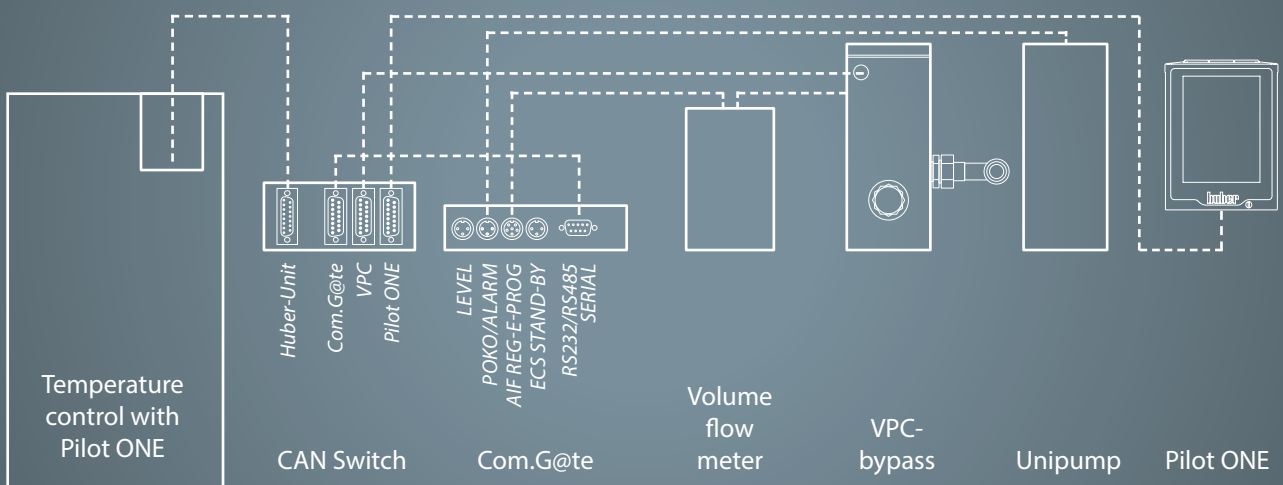 huber
Huber-Unit
Com.G@te
VPC
Pilot ONE
LEVEL
POKO/ALARM
AIF REG-E-PROG
ECS STAND-BY
RS232/RS485
SERIAL
Temperature
control with
Pilot ONE
CAN Switch
Com.G@te
Volume
flow
meter
VPC-
bypass
Unipump
Pilot ONE